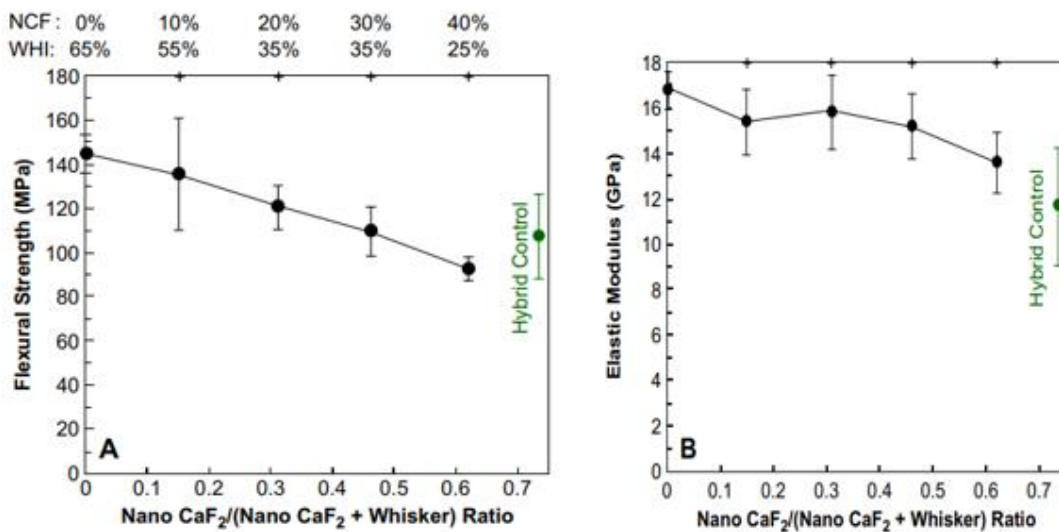 NCF: 0% 10% 20% 30% 40%
WHI: 65% 55% 35% 35% 25%
180
160
140
120
100
80
60
40
20
0
Flexural Strength (MPa)
A
Hybrid Control
0 0.1 0.2 0.3 0.4 0.5 0.6 0.7
Nano CaF₂/(Nano CaF₂ + Whisker) Ratio
18
16
14
12
10
8
6
4
2
0
Elastic Modulus (GPa)
B
Hybrid Control
0 0.1 0.2 0.3 0.4 0.5 0.6 0.7
Nano CaF₂/(Nano CaF₂ + Whisker) Ratio